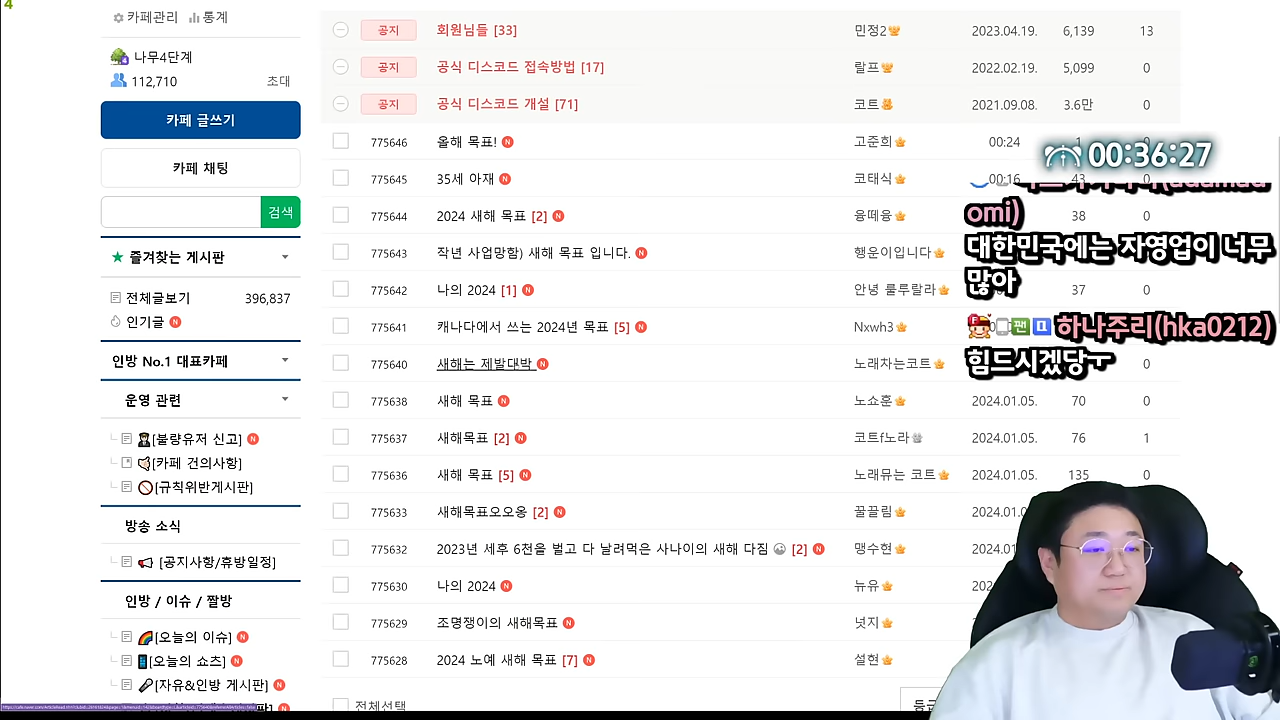 4
카페관리 통계
나무4단계
112,710 초대
카페 글쓰기
카페 채팅
검색
즐겨찾는 게시판
전체글보기 396,837
인기글 N
인방 No.1 대표카페
운영 관련
[불량유저 신고] N
[카페 건의사항]
[규칙위반게시판]
방송 소식
[공지사항/휴방일정]
인방 / 이슈 / 짤방
[오늘의 이슈] N
[오늘의 쇼츠] N
[자유&인방 게시판] N
공지 회원님들 [33] 민정2 2023.04.19. 6,139 13
공지 공식 디스코드 접속방법 [17] 랄프 2022.02.19. 5,099 0
공지 공식 디스코드 개설 [71] 코트 2021.09.08. 3.6만 0
775646 올해 목표! N 고준희 00:24 1
775645 35세 아재 N 코태식 00:16 43 0
775644 2024 새해 목표 [2] N 응떼융 38 0
775643 작년 사업망함) 새해 목표 입니다. N 행운이입니다
775642 나의 2024 [1] N 안녕 룰루랄라 37 0
775641 캐나다에서 쓰는 2024년 목표 [5] N Nxwh3
775640 새해는 제발대박 N 노래차는코트 0
775638 새해 목표 N 노쇼훈 2024.01.05. 70 0
775637 새해목표 [2] N 코트f노라 2024.01.05. 76 1
775636 새해 목표 [5] N 노래뮤는 코트 2024.01.05. 135 0
775633 새해목표오오옹 [2] N 꿀끌림 2024.01.0
775632 2023년 세후 6천을 벌고 다 날려먹은 사나이의 새해 다짐 [2] N 맹수현 2024.01
775630 나의 2024 N 뉴유 202
775629 조명쟁이의 새해목표 N 넛지
775628 2024 노예 새해 목표 [7] N 설현
전체선택
등급
00:36:27
omi)
대한민국에는 자영업이 너무
많아
하나주리(hka0212)
힘드시겠당ㅜ